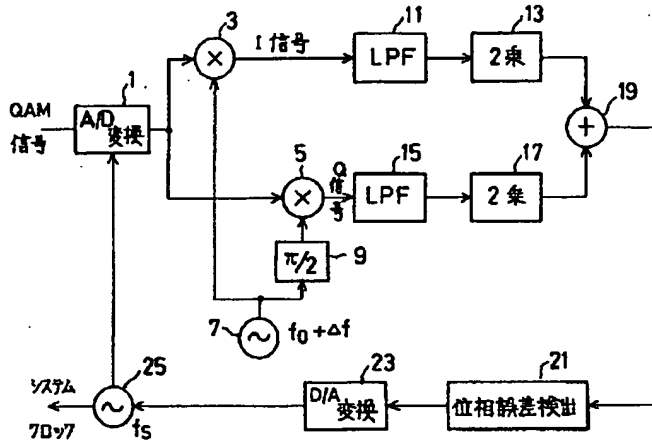 3
I 信号
11
LPF
13
2乗
19
+
QAM
信号
1
A/D
変換
×
5
×
Q
信
号
15
LPF
17
2乗
π/2
9
7
~
f₀+Δf
システム
クロック
25
~
fs
23
D/A
変換
21
位相誤差検出